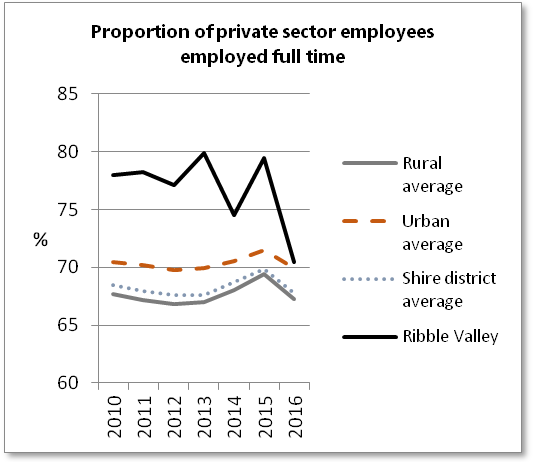 Proportion of private sector employees
employed full time
85
80
75
70
65
60
%
2010
2011
2012
2013
2014
2015
2016
Rural
average
Urban
average
Shire district
average
Ribble Valley